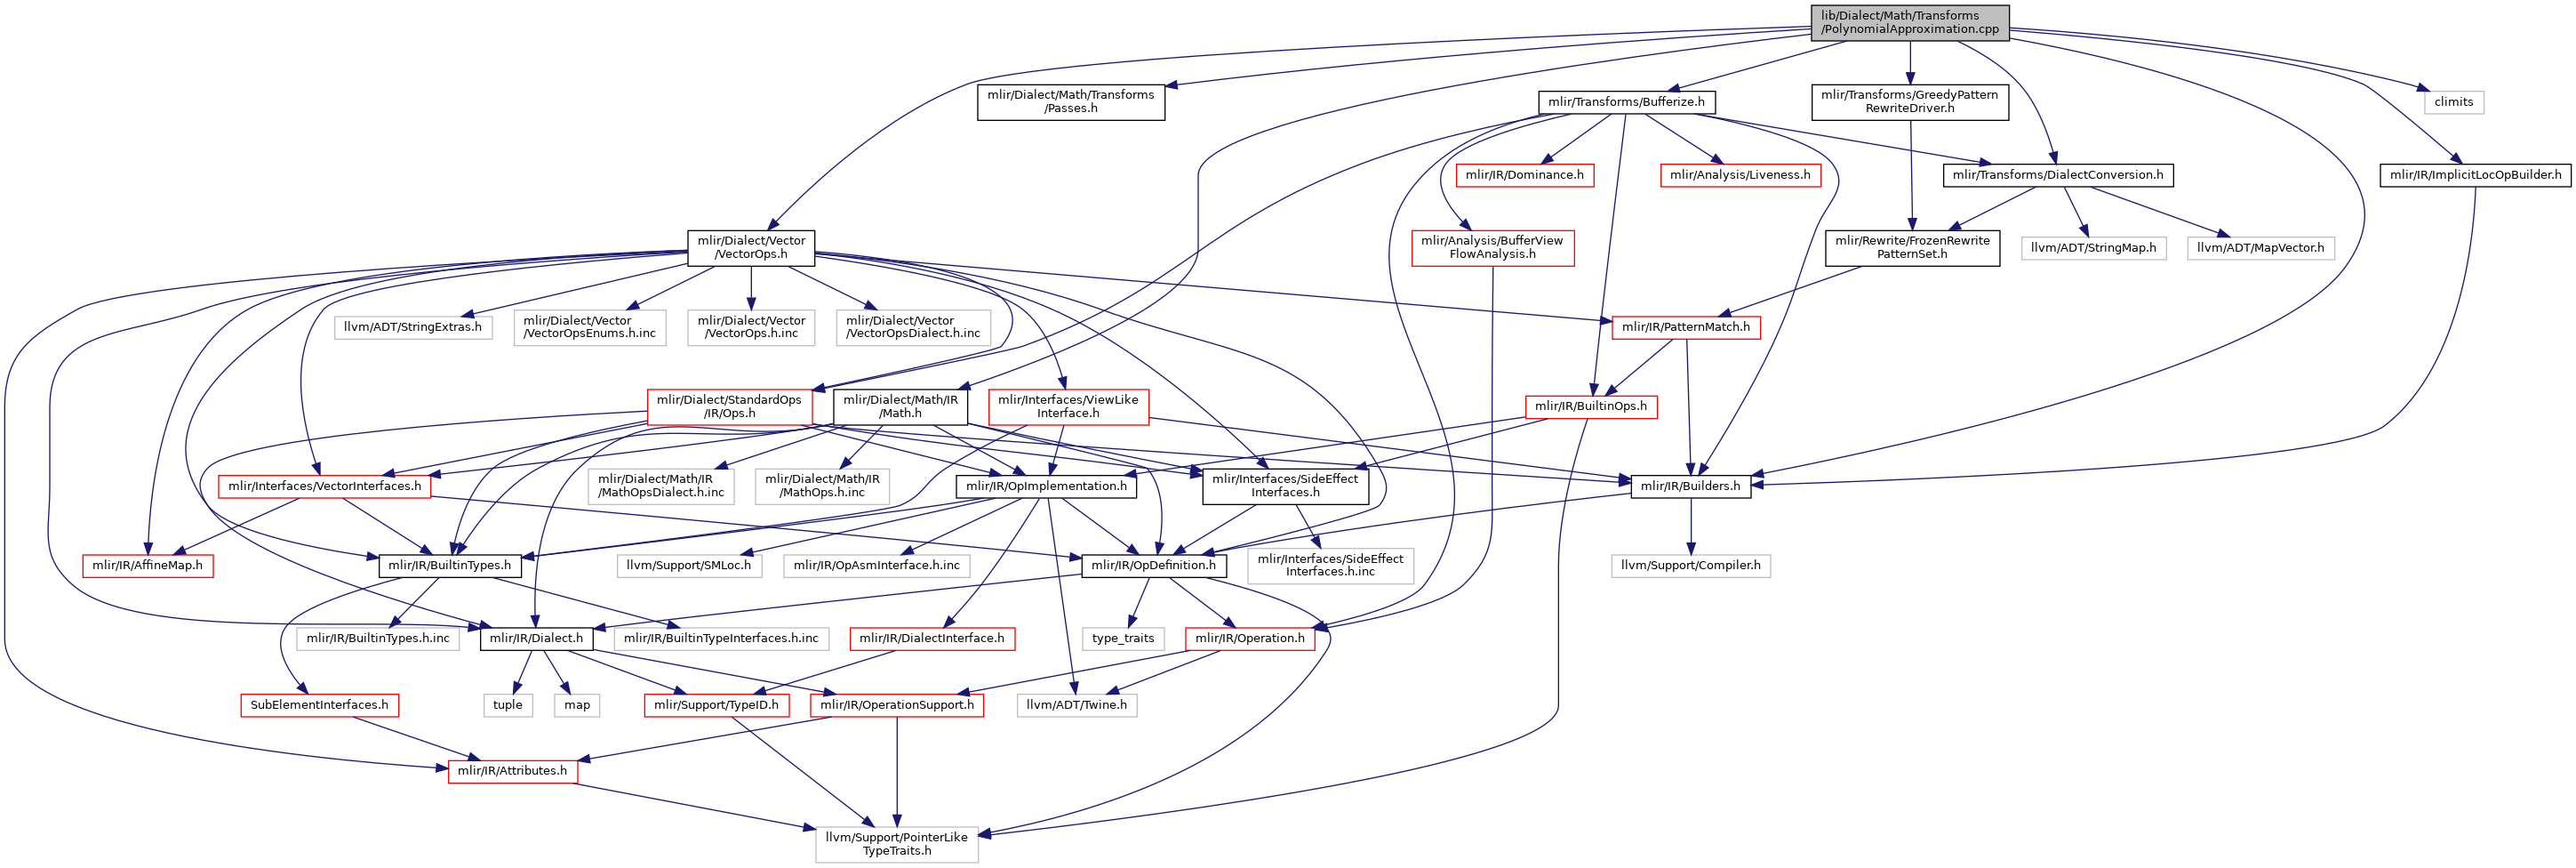 lib/Dialect/Math/Transforms
/PolynomialApproximation.cpp
mlir/Dialect/Math/Transforms
/Passes.h
mlir/Transforms/Bufferize.h
mlir/Transforms/GreedyPattern
RewriteDriver.h
climits
mlir/IR/Dominance.h
mlir/Analysis/Liveness.h
mlir/Transforms/DialectConversion.h
mlir/IR/ImplicitLocOpBuilder.h
mlir/Dialect/Vector
/VectorOps.h
mlir/Analysis/BufferView
FlowAnalysis.h
mlir/Rewrite/FrozenRewrite
PatternSet.h
llvm/ADT/StringMap.h
llvm/ADT/MapVector.h
llvm/ADT/StringExtras.h
mlir/Dialect/Vector
/VectorOpsEnums.h.inc
mlir/Dialect/Vector
/VectorOps.h.inc
mlir/Dialect/Vector
/VectorOpsDialect.h.inc
mlir/IR/PatternMatch.h
mlir/Dialect/StandardOps
/IR/Ops.h
mlir/Dialect/Math/IR
/Math.h
mlir/Interfaces/ViewLike
Interface.h
mlir/IR/BuiltinOps.h
mlir/Interfaces/VectorInterfaces.h
mlir/Dialect/Math/IR
/MathOpsDialect.h.inc
mlir/Dialect/Math/IR
/MathOps.h.inc
mlir/IR/OpImplementation.h
mlir/Interfaces/SideEffect
Interfaces.h
mlir/IR/Builders.h
mlir/IR/AffineMap.h
mlir/IR/BuiltinTypes.h
llvm/Support/SMLoc.h
mlir/IR/OpAsmInterface.h.inc
mlir/IR/OpDefinition.h
mlir/Interfaces/SideEffect
Interfaces.h.inc
llvm/Support/Compiler.h
mlir/IR/BuiltinTypes.h.inc
mlir/IR/Dialect.h
mlir/IR/BuiltinTypeInterfaces.h.inc
mlir/IR/DialectInterface.h
type_traits
mlir/IR/Operation.h
SubElementInterfaces.h
tuple
map
mlir/Support/TypeID.h
mlir/IR/OperationSupport.h
llvm/ADT/Twine.h
mlir/IR/Attributes.h
llvm/Support/PointerLike
TypeTraits.h